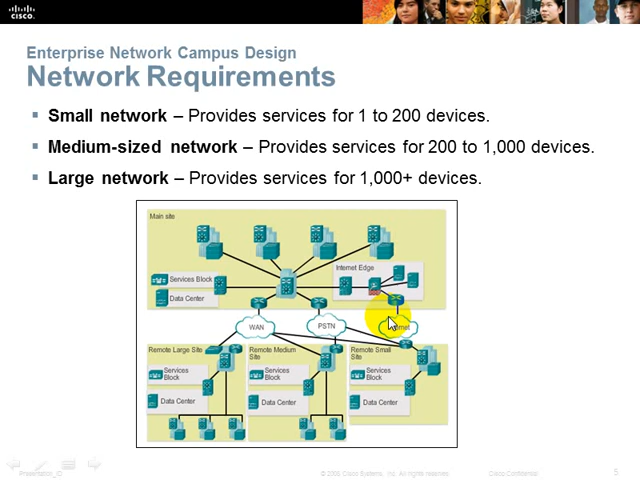 CISCO.
Enterprise Network Campus Design
Network Requirements
▪ Small network – Provides services for 1 to 200 devices.
▪ Medium-sized network – Provides services for 200 to 1,000 devices.
▪ Large network – Provides services for 1,000+ devices.
Main site
Internet Edge
Services Block
Data Center
WAN
PSTN
Remote Large Site
Remote Medium
Site
Remote Small
Site
Services
Block
Services
Block
Services
Block
Data Center
Data Center
Data Center
Presentation_ID
© 2008 Cisco Systems, Inc. All rights reserved.
Cisco Confidential
5